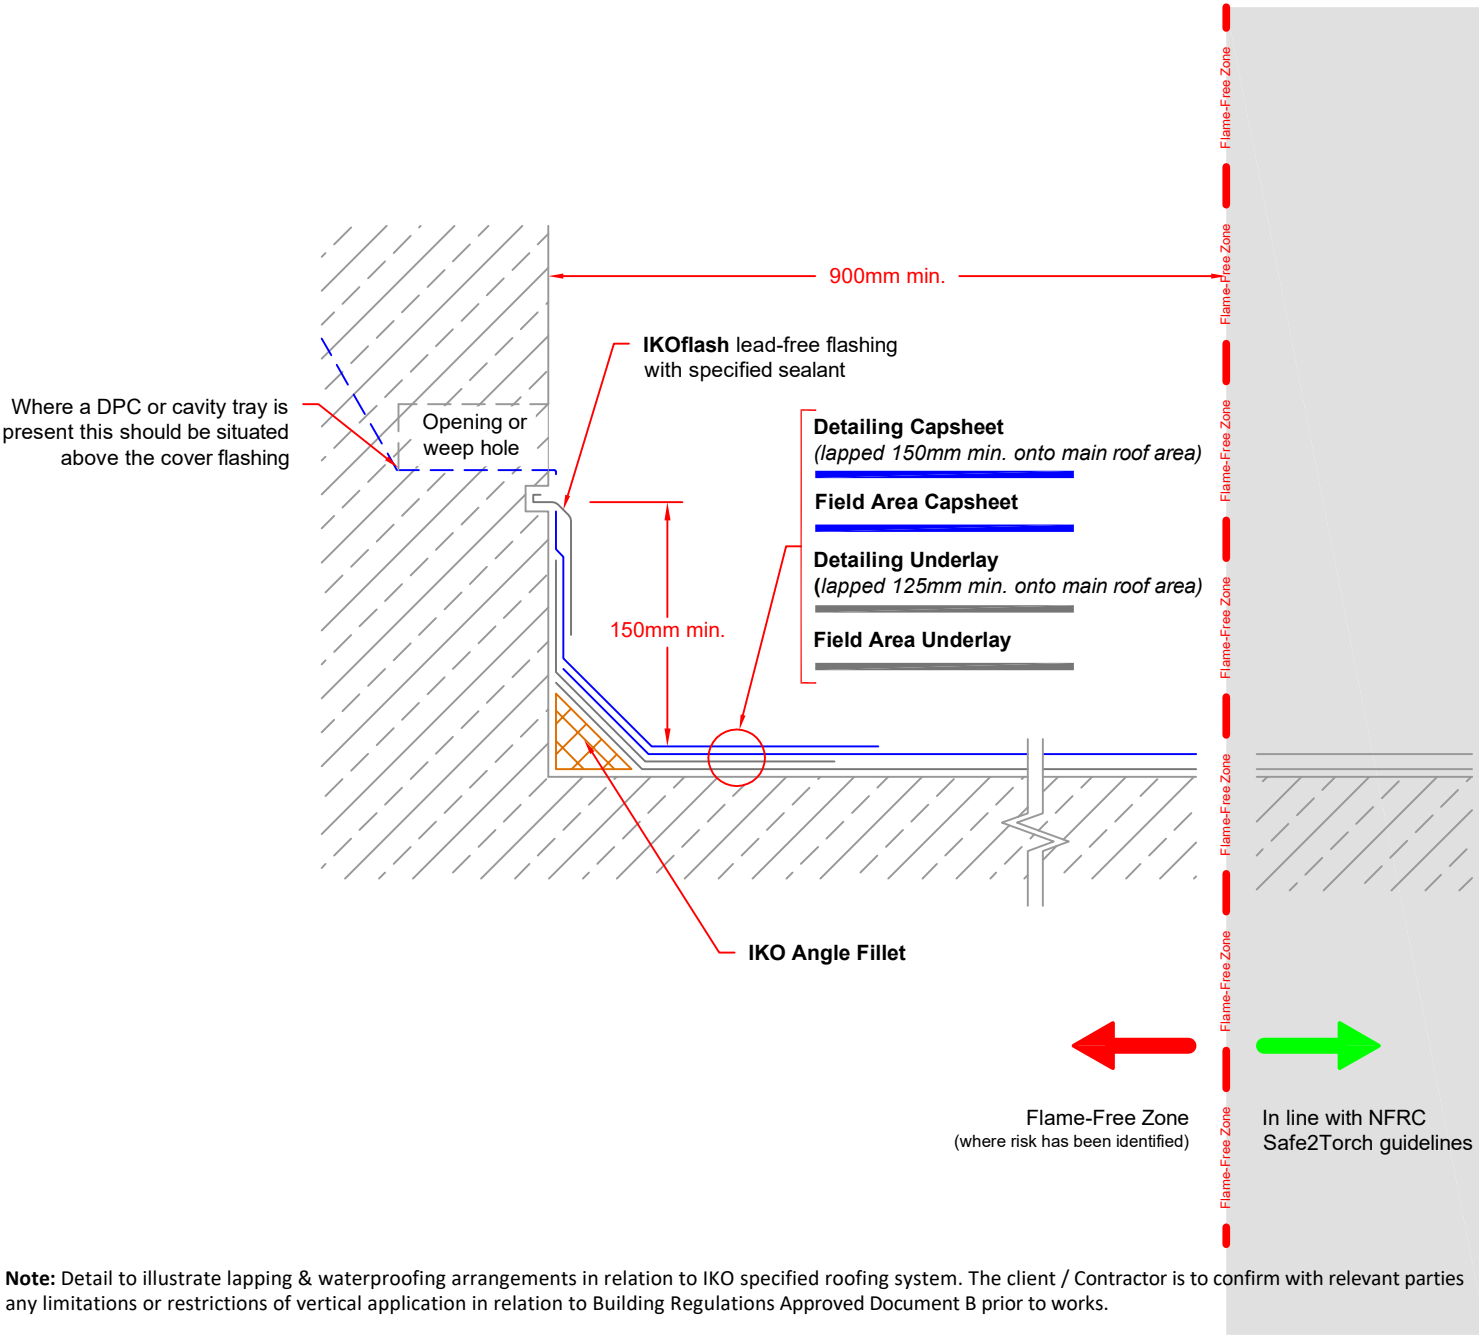 Flame-Free Zone
Flame-Free Zone
Flame-Free Zone
Flame-Free Zone
Flame-Free Zone
Flame-Free Zone
Flame-Free Zone
900mm min.
IKOflash lead-free flashing
with specified sealant
Where a DPC or cavity tray is
present this should be situated
above the cover flashing
Opening or
weep hole
Detailing Capsheet
(lapped 150mm min. onto main roof area)
Field Area Capsheet
Detailing Underlay
(lapped 125mm min. onto main roof area)
Field Area Underlay
150mm min.
IKO Angle Fillet
Flame-Free Zone
(where risk has been identified)
In line with NFRC
Safe2Torch guidelines
Note: Detail to illustrate lapping & waterproofing arrangements in relation to IKO specified roofing system. The client / Contractor is to confirm with relevant parties
any limitations or restrictions of vertical application in relation to Building Regulations Approved Document B prior to works.